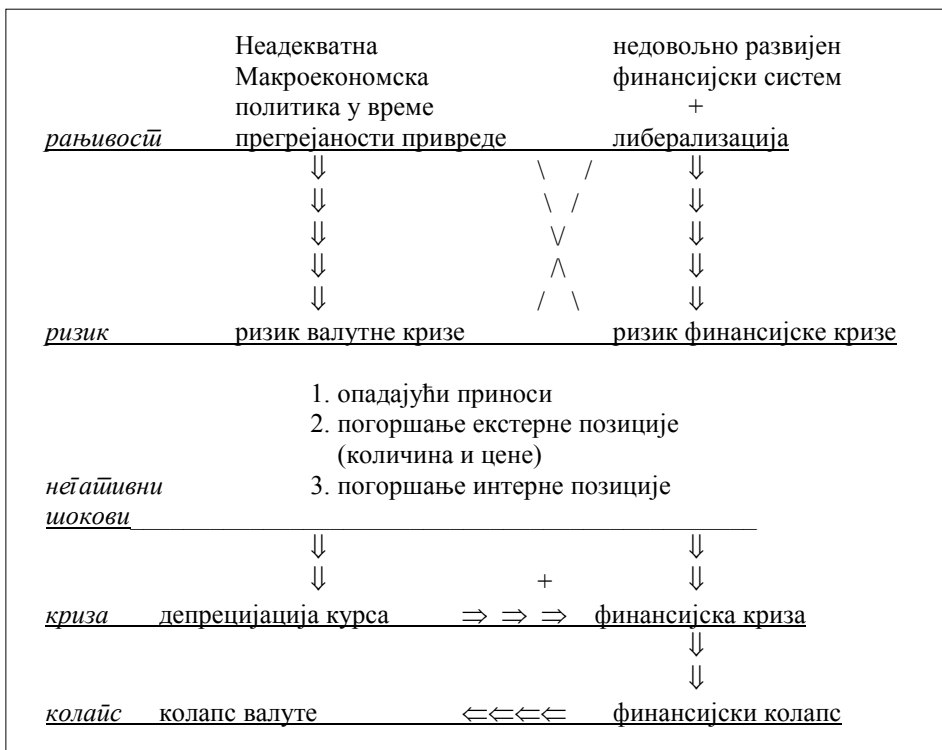 Неадекватна недовољно развијен
Макроекономска финансијски систем
политика у време +
рањивост прегрејаности привреде либерализација
⇓ \ / ⇓
⇓ \ / ⇓
⇓ \/ ⇓
⇓ /\ ⇓
⇓ / \ ⇓
ризик ризик валутне кризе ризик финансијске кризе
1. опадајући приноси
2. погоршање екстерне позиције
(количина и цене)
негативни 3. погоршање интерне позиције
шокови
⇓ ⇓
⇓ + ⇓
криза депрецијација курса ⇒ ⇒ ⇒ финансијска криза
⇓
⇓
колапс колапс валуте ⇐⇐⇐⇐ финансијски колапс